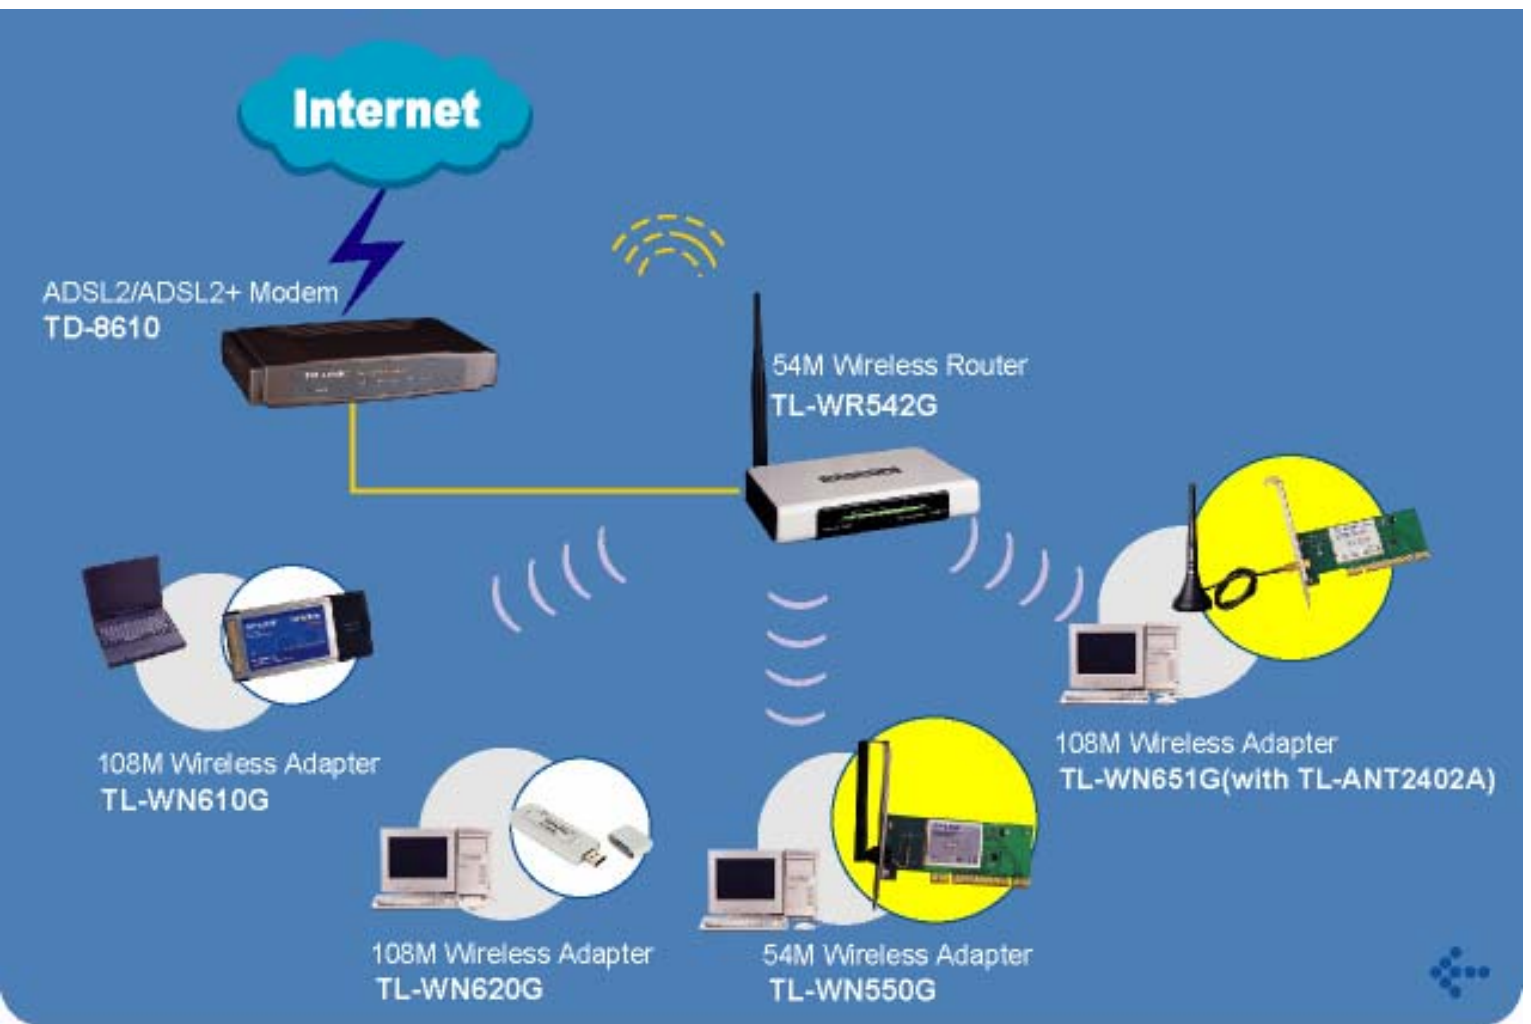 Internet
ADSL2/ADSL2+ Modem
TD-8610
54M Wireless Router
TL-WR542G
108M Wireless Adapter
TL-WN651G(with TL-ANT2402A)
108M Wireless Adapter
TL-WN610G
108M Wireless Adapter
TL-WN620G
54M Wireless Adapter
TL-WN550G